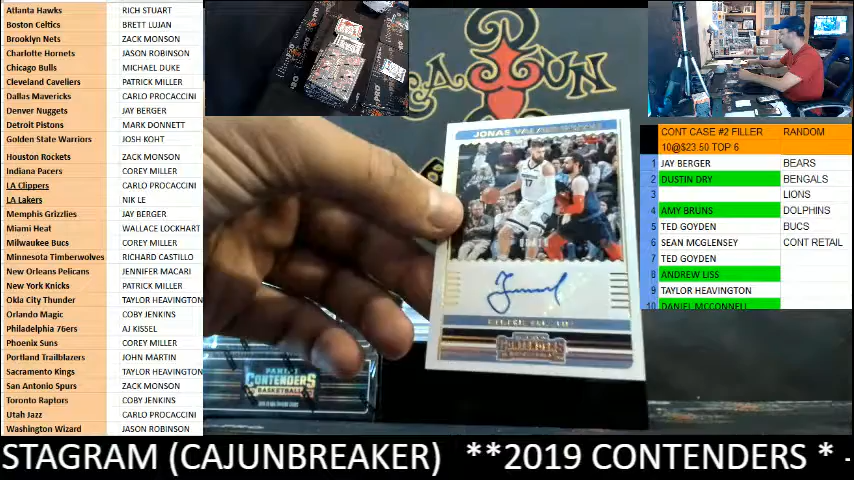 Atlanta Hawks RICH STUART
Boston Celtics BRETT LUJAN
Brooklyn Nets ZACK MONSON
Charlotte Hornets JASON ROBINSON
Chicago Bulls MICHAEL DUKE
Cleveland Cavaliers PATRICK MILLER
Dallas Mavericks CARLO PROCACCINI
Denver Nuggets JAY BERGER
Detroit Pistons MARK DONNETT
Golden State Warriors JOSH KOHT
Houston Rockets ZACK MONSON
Indiana Pacers COREY MILLER
LA Clippers CARLO PROCACCINI
LA Lakers NIK LE
Memphis Grizzlies JAY BERGER
Miami Heat WALLACE LOCKHART
Milwaukee Bucs COREY MILLER
Minnesota Timberwolves RICHARD CASTILLO
New Orleans Pelicans JENNIFER MACARI
New York Knicks PATRICK MILLER
Okla City Thunder TAYLOR HEAVINGTON
Orlando Magic COBY JENKINS
Philadelphia 76ers AJ KISSEL
Phoenix Suns COREY MILLER
Portland Trailblazers JOHN MARTIN
Sacramento Kings TAYLOR HEAVINGTON
San Antonio Spurs ZACK MONSON
Toronto Raptors COBY JENKINS
Utah Jazz CARLO PROCACCINI
Washington Wizard JASON ROBINSON
JONAS
17
PANINI
CONTENDERS
BASKETBALL
CONT CASE #2 FILLER RANDOM
10@$23.50 TOP 6
1 JAY BERGER BEARS
2 DUSTIN DRY BENGALS
3 LIONS
4 AMY BRUNS DOLPHINS
5 TED GOYDEN BUCS
6 SEAN MCGLENSEY CONT RETAIL
7 TED GOYDEN
8 ANDREW LISS
9 TAYLOR HEAVINGTON
10 DANIEL MCCONNELL
STAGRAM (CAJUNBREAKER) **2019 CONTENDERS * -